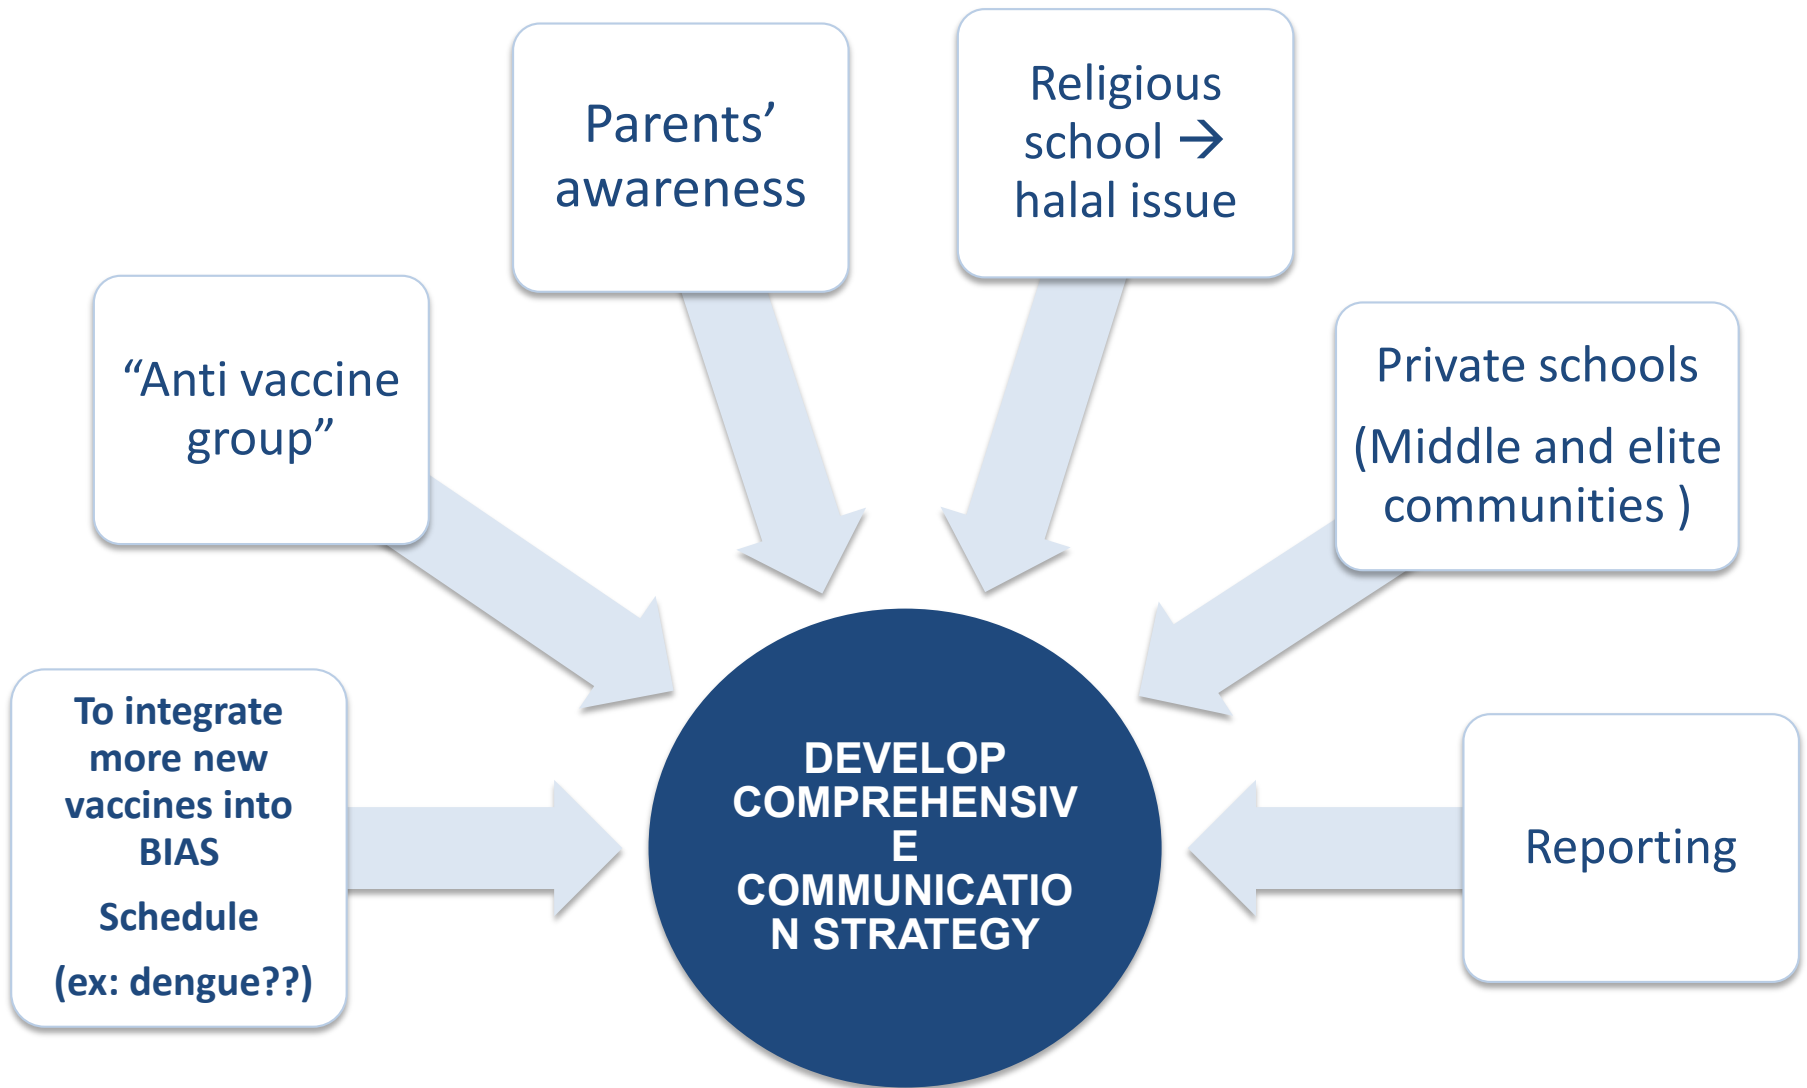 Parents’
awareness
Religious
school →
halal issue
“Anti vaccine
group”
Private schools
(Middle and elite
communities )
To integrate
more new
vaccines into
BIAS
Schedule
(ex: dengue??)
DEVELOP
COMPREHENSIV
E
COMMUNICATIO
N STRATEGY
Reporting